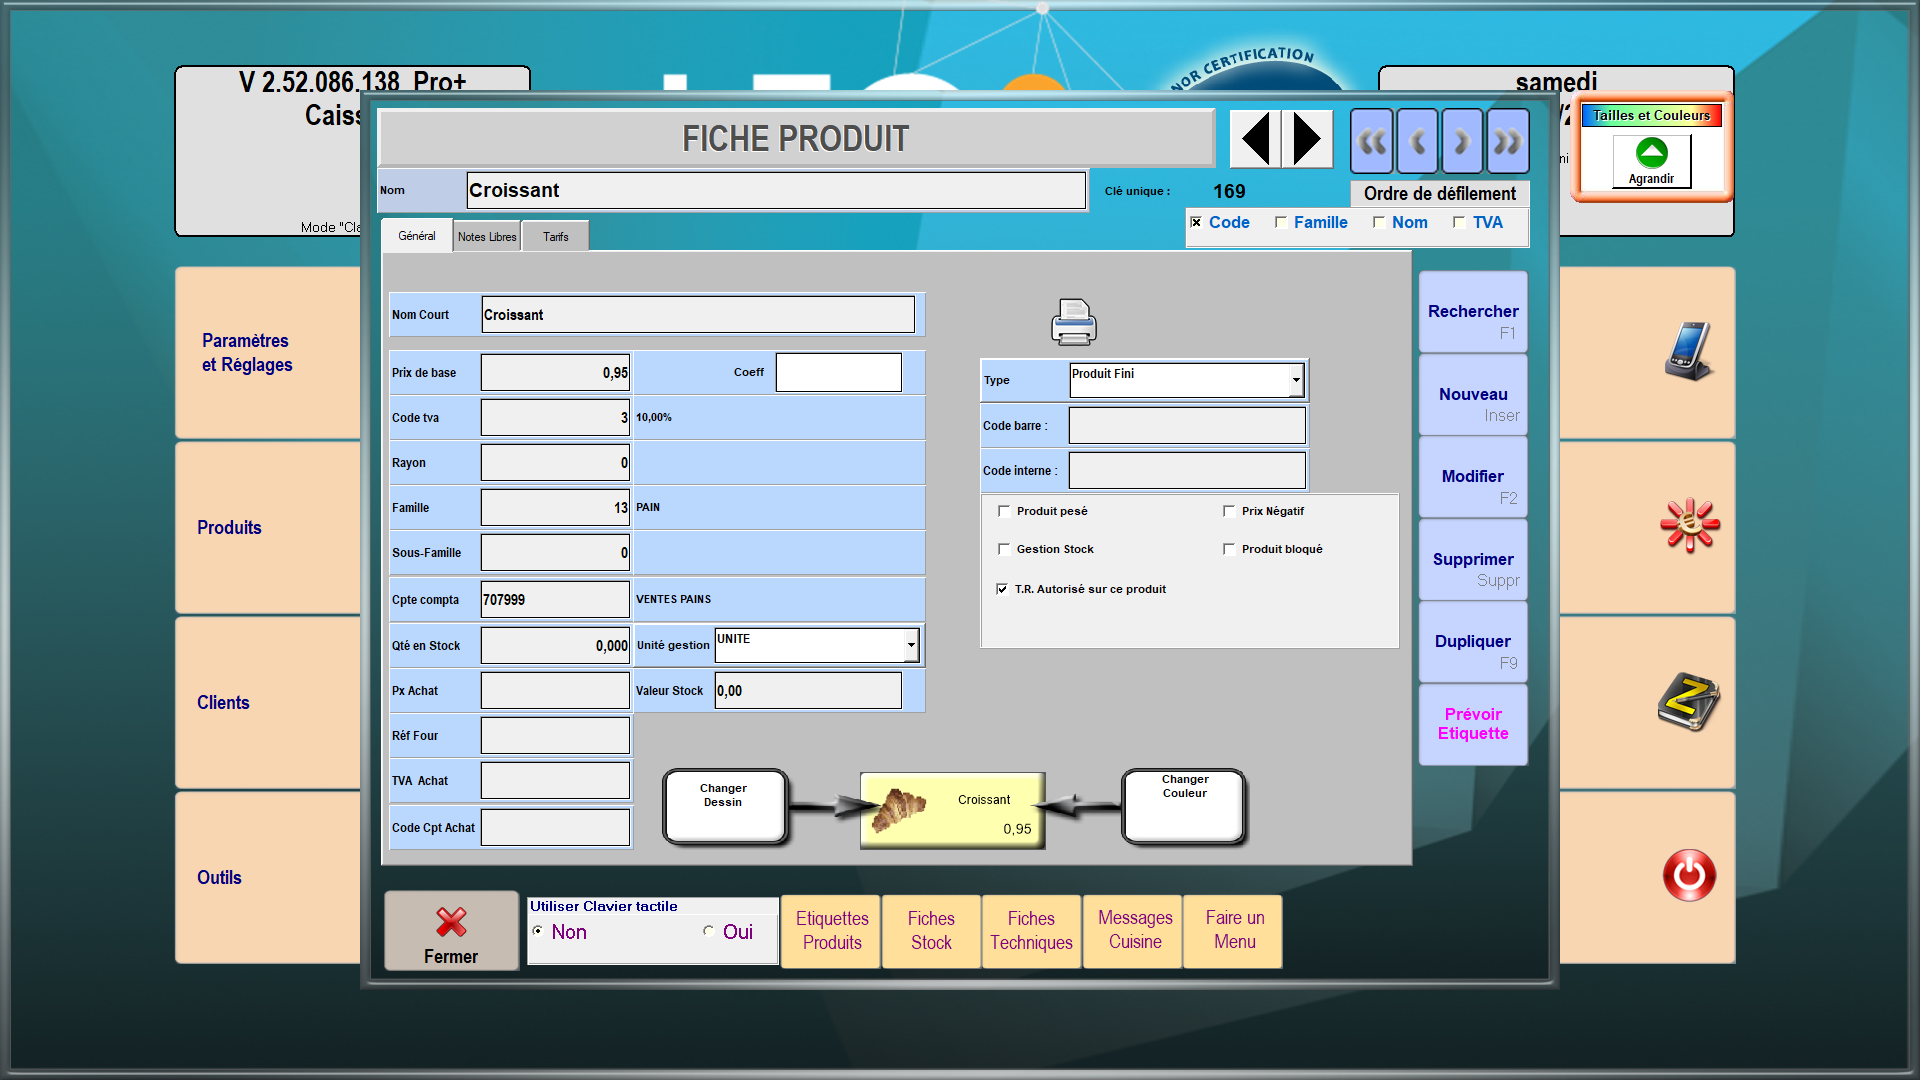 NOR CERTIFICATION
V 2.52.086.138 Pro+
samedi
Caiss
Tailles et Couleurs
Agrandir
FICHE PRODUIT
Nom Croissant
Clé unique : 169
Ordre de défilement
Code Famille Nom TVA
Mode "Cla
Général Notes Libres Tarifs
Nom Court Croissant
Prix de base 0,95 Coeff
Code tva 3 10,00%
Rayon 0
Famille 13 PAIN
Sous-Famille 0
Cpte compta 707999 VENTES PAINS
Qté en Stock 0,000 Unité gestion UNITE
Px Achat Valeur Stock 0,00
Réf Four
TVA Achat
Code Cpt Achat
Type Produit Fini
Code barre :
Code interne :
Produit pesé Prix Négatif
Gestion Stock Produit bloqué
T.R. Autorisé sur ce produit
Changer
Dessin
Croissant
0,95
Changer
Couleur
Rechercher
F1
Nouveau
Inser
Modifier
F2
Supprimer
Suppr
Dupliquer
F9
Prévoir
Etiquette
Paramètres
et Réglages
Produits
Clients
Outils
Z
Fermer
Utiliser Clavier tactile
Non Oui
Etiquettes
Produits
Fiches
Stock
Fiches
Techniques
Messages
Cuisine
Faire un
Menu